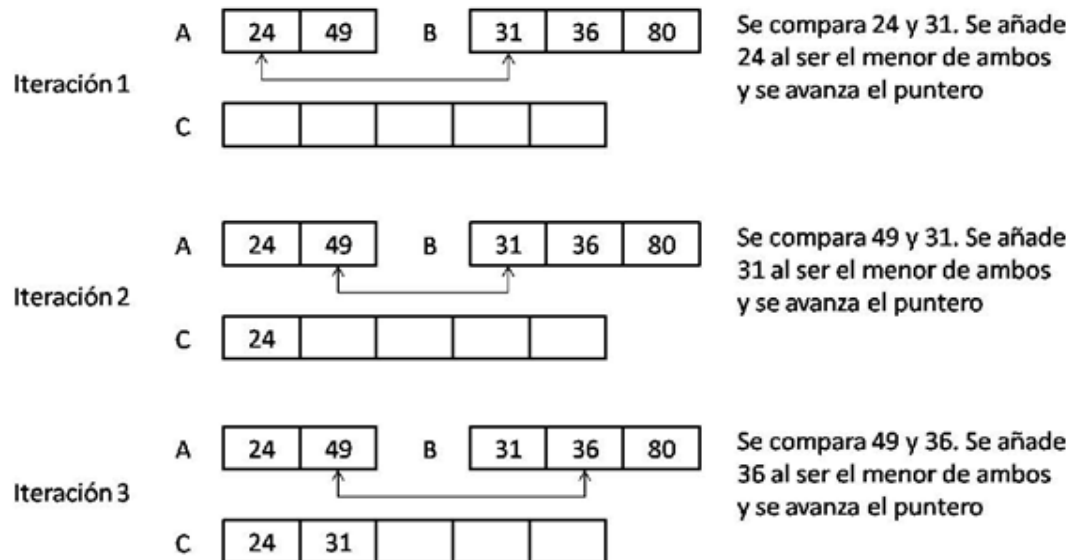 A 24 49 B 31 36 80
Se compara 24 y 31. Se añade
24 al ser el menor de ambos
y se avanza el puntero
Iteración 1
C
A 24 49 B 31 36 80
Se compara 49 y 31. Se añade
31 al ser el menor de ambos
y se avanza el puntero
Iteración 2
C 24
A 24 49 B 31 36 80
Se compara 49 y 36. Se añade
36 al ser el menor de ambos
y se avanza el puntero
Iteración 3
C 24 31